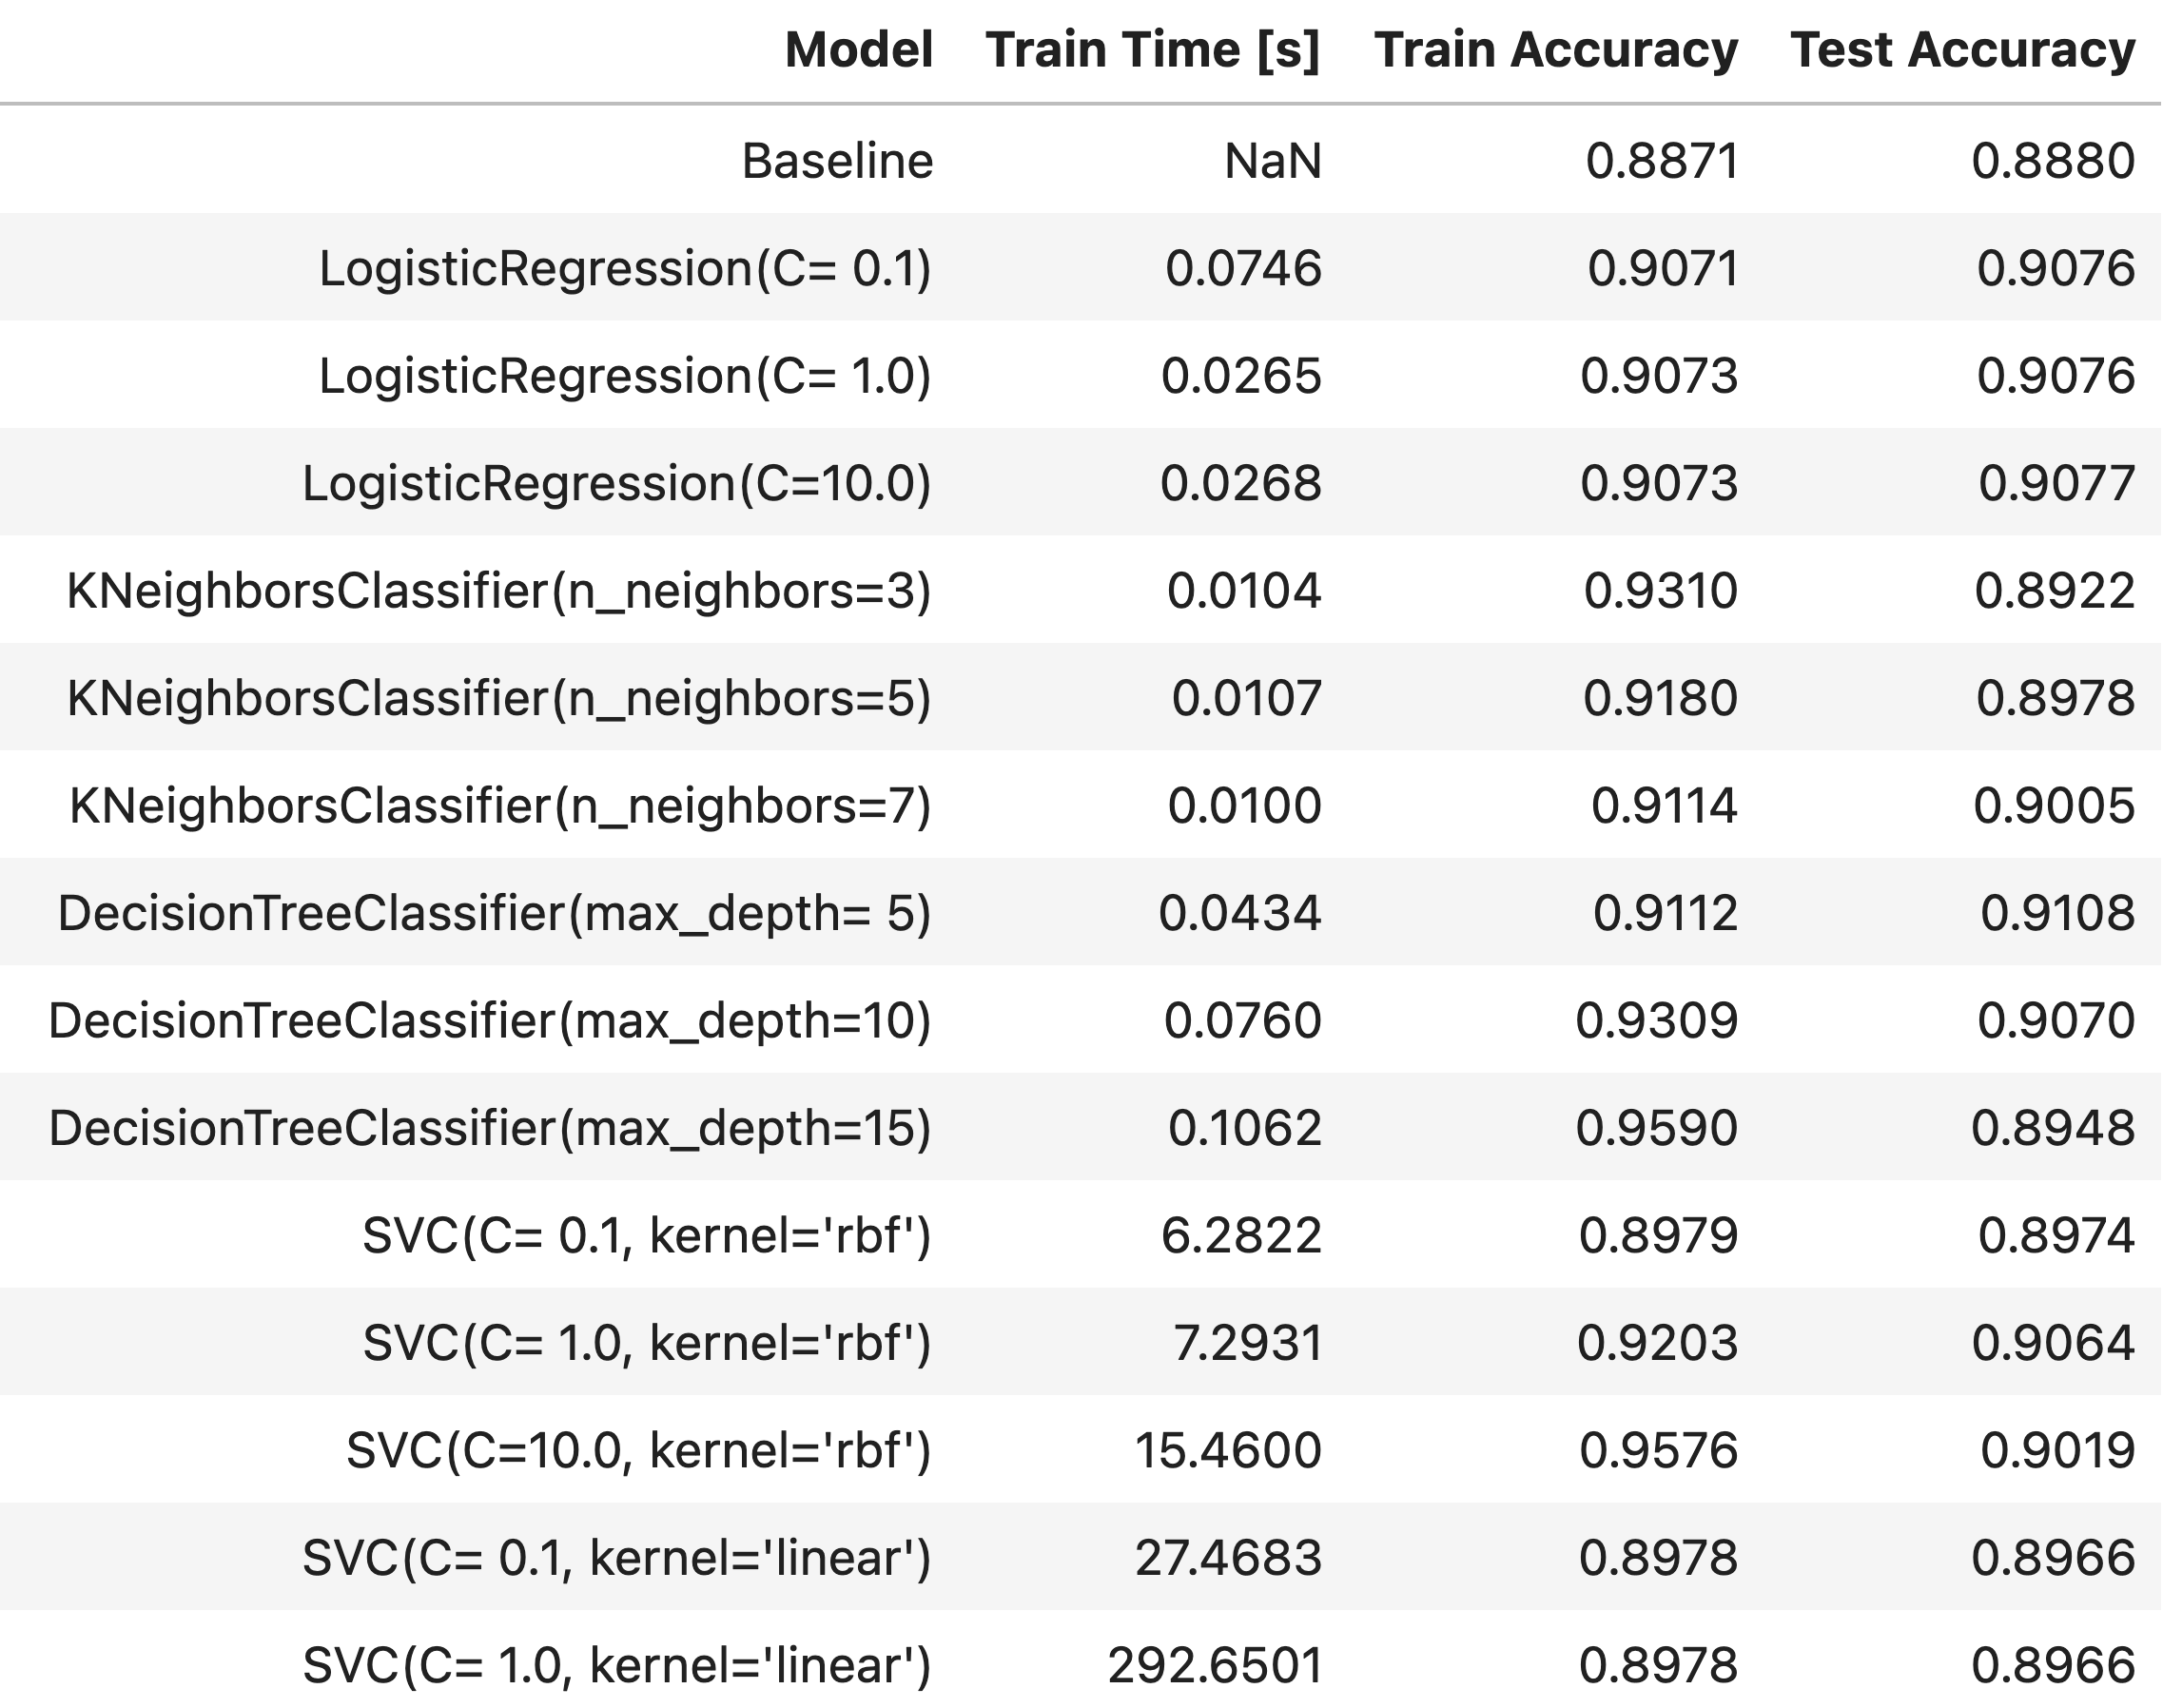 Model Train Time [s] Train Accuracy Test Accuracy
Baseline NaN 0.8871 0.8880
LogisticRegression(C= 0.1) 0.0746 0.9071 0.9076
LogisticRegression(C= 1.0) 0.0265 0.9073 0.9076
LogisticRegression(C=10.0) 0.0268 0.9073 0.9077
KNeighborsClassifier(n_neighbors=3) 0.0104 0.9310 0.8922
KNeighborsClassifier(n_neighbors=5) 0.0107 0.9180 0.8978
KNeighborsClassifier(n_neighbors=7) 0.0100 0.9114 0.9005
DecisionTreeClassifier(max_depth= 5) 0.0434 0.9112 0.9108
DecisionTreeClassifier(max_depth=10) 0.0760 0.9309 0.9070
DecisionTreeClassifier(max_depth=15) 0.1062 0.9590 0.8948
SVC(C= 0.1, kernel='rbf') 6.2822 0.8979 0.8974
SVC(C= 1.0, kernel='rbf') 7.2931 0.9203 0.9064
SVC(C=10.0, kernel='rbf') 15.4600 0.9576 0.9019
SVC(C= 0.1, kernel='linear') 27.4683 0.8978 0.8966
SVC(C= 1.0, kernel='linear') 292.6501 0.8978 0.8966